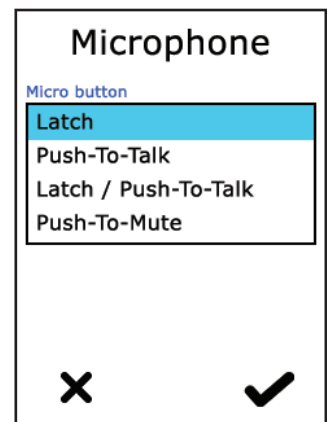 Microphone
Micro button
Latch
Push-To-Talk
Latch / Push-To-Talk
Push-To-Mute